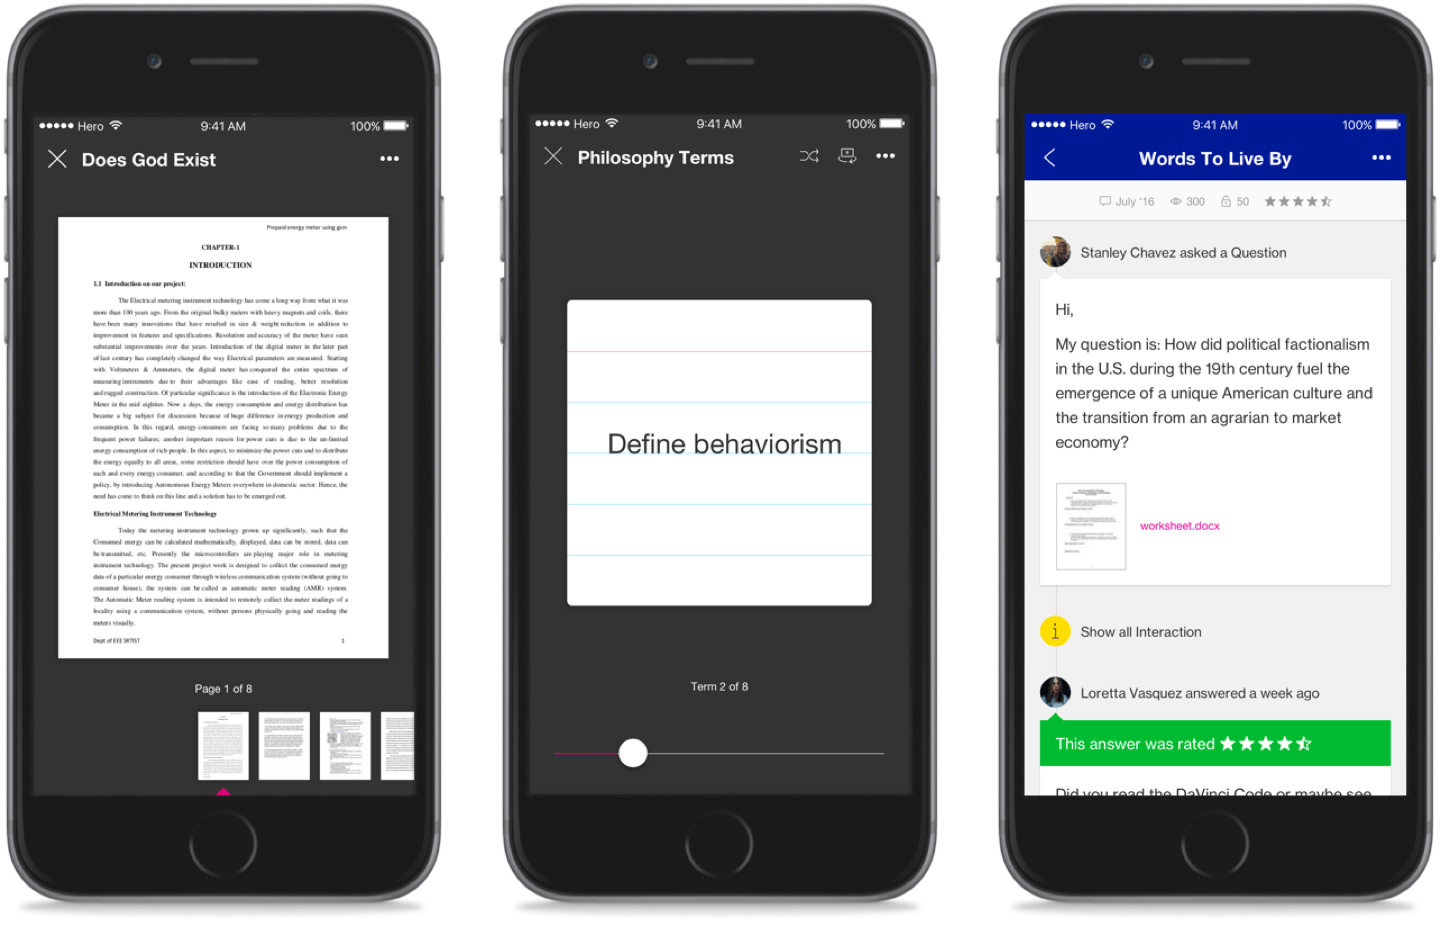 Hero
9:41 AM
100%
Does God Exist
Prepaid energy meter using gsm
CHAPTER-1
INTRODUCTION
1.1 Introduction on our project:
The Electrical metering instrument technology has come a long way from what it was
more than 100 years ago. From the original bulky meters with heavy magnets and coils, there
have been many innovations that have resulted in size & weight reduction in addition to
improvement in features and specifications. Resolution and accuracy of the meter have seen
substantial improvements over the years. Introduction of the digital meter in the later part
of last century has completely changed the way Electrical parameters are measured. Starting
with Voltmeters & Ammeters, the digital meter has conquered the entire spectrum of
measuring instruments due to their advantages like ease of reading, better resolution
and rugged construction. Of particular significance is the introduction of the Electronic Energy
Meter in the mid eighties. Now a days, the energy consumption and energy distribution has
became a big subject for discussion because of huge difference in energy production and
consumption. In this regard, energy consumers are facing so many problems due to the
frequent power failures; another important reason for power cuts is due to the un-limited
energy consumption of rich people. In this aspect, to minimize the power cuts and to distribute
the energy equally to all areas, some restriction should have over the power consumption of
each and every energy consumer, and according to that the Government should implement a
policy, by introducing Autonomous Energy Meters everywhere in domestic sector. Hence, the
need has come to think on this line and a solution has to be emerged out.
Electrical Metering Instrument Technology
Today the metering instrument technology grown up significantly, such that the
Consumed energy can be calculated mathematically, displayed, data can be stored, data can
be transmitted, etc. Presently the microcontrollers are playing major role in metering
instrument technology. The present project work is designed to collect the consumed energy
data of a particular energy consumer through wireless communication system (without going to
consumer house), the system can be called as automatic meter reading (AMR) system.
The Automatic Meter reading system is intended to remotely collect the meter readings of a
locality using a communication system, without persons physically going and reading the
meters visually.
Dept of EEE SRTIST
1
Page 1 of 8
Hero
9:41 AM
100%
Philosophy Terms
Define behaviorism
Term 2 of 8
Hero
9:41 AM
100%
Words To Live By
July '16
300
50
Stanley Chavez asked a Question
Hi,
My question is: How did political factionalism
in the U.S. during the 19th century fuel the
emergence of a unique American culture and
the transition from an agrarian to market
economy?
worksheet.docx
i
Show all Interaction
Loretta Vasquez answered a week ago
This answer was rated
Did you read the DaVinci Code or maybe see